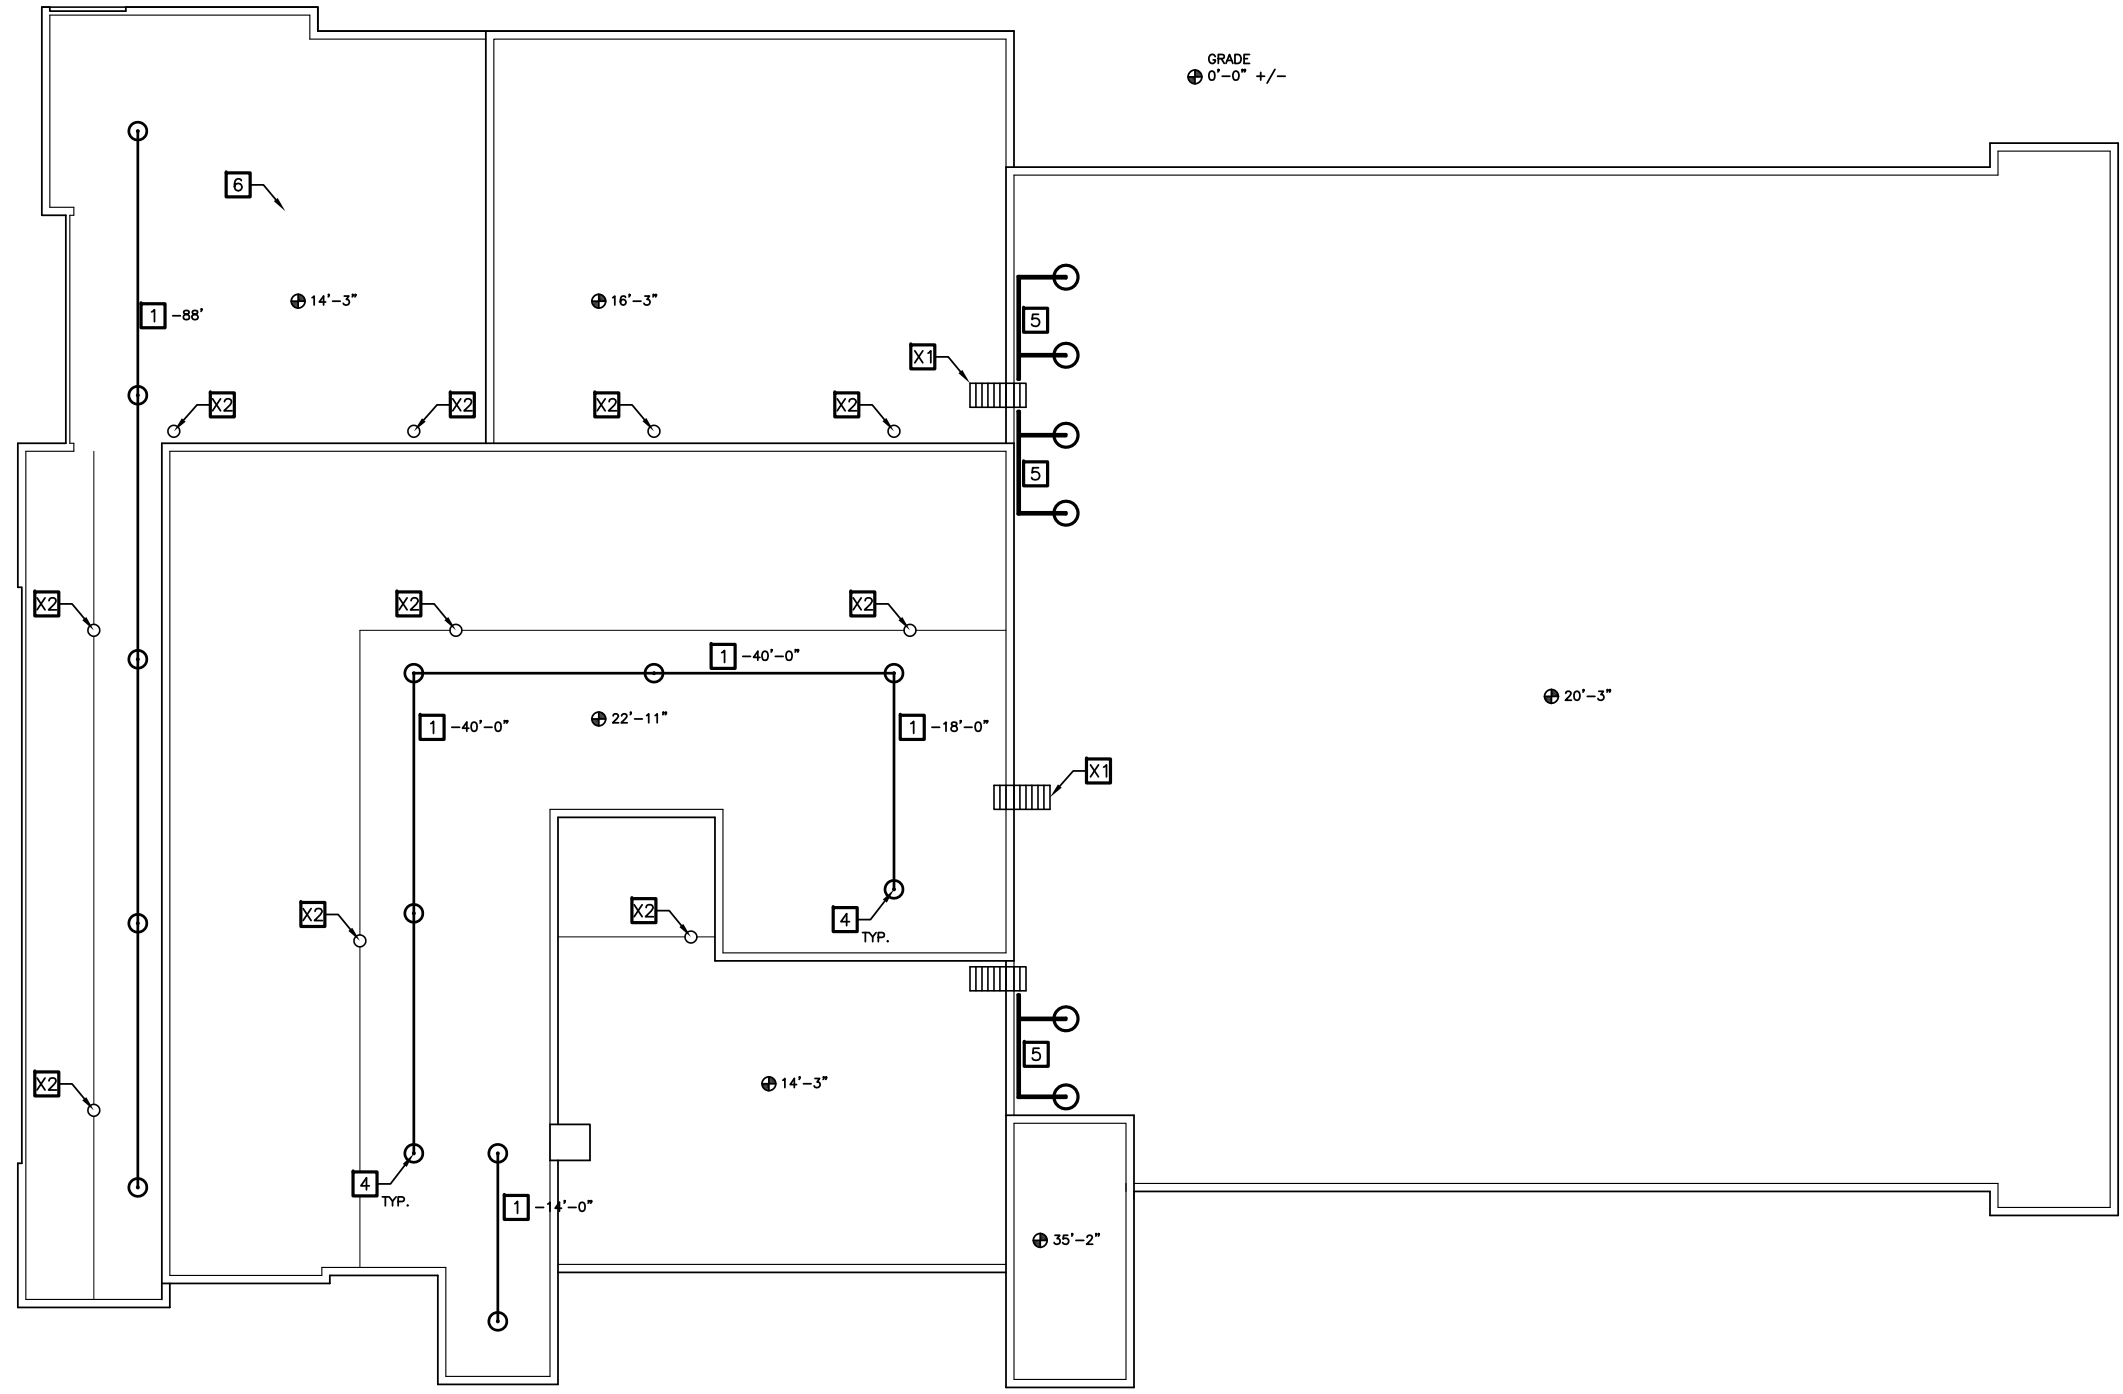 GRADE
0'-0" +/-
6
1 -88'
14'-3"
16'-3"
5
X1
X2
X2
X2
X2
5
X2
X2
X2
1 -40'-0"
20'-3"
1 -40'-0"
22'-11"
1 -18'-0"
X1
X2
X2
4
TYP.
5
X2
14'-3"
4
TYP.
1 -14'-0"
35'-2"